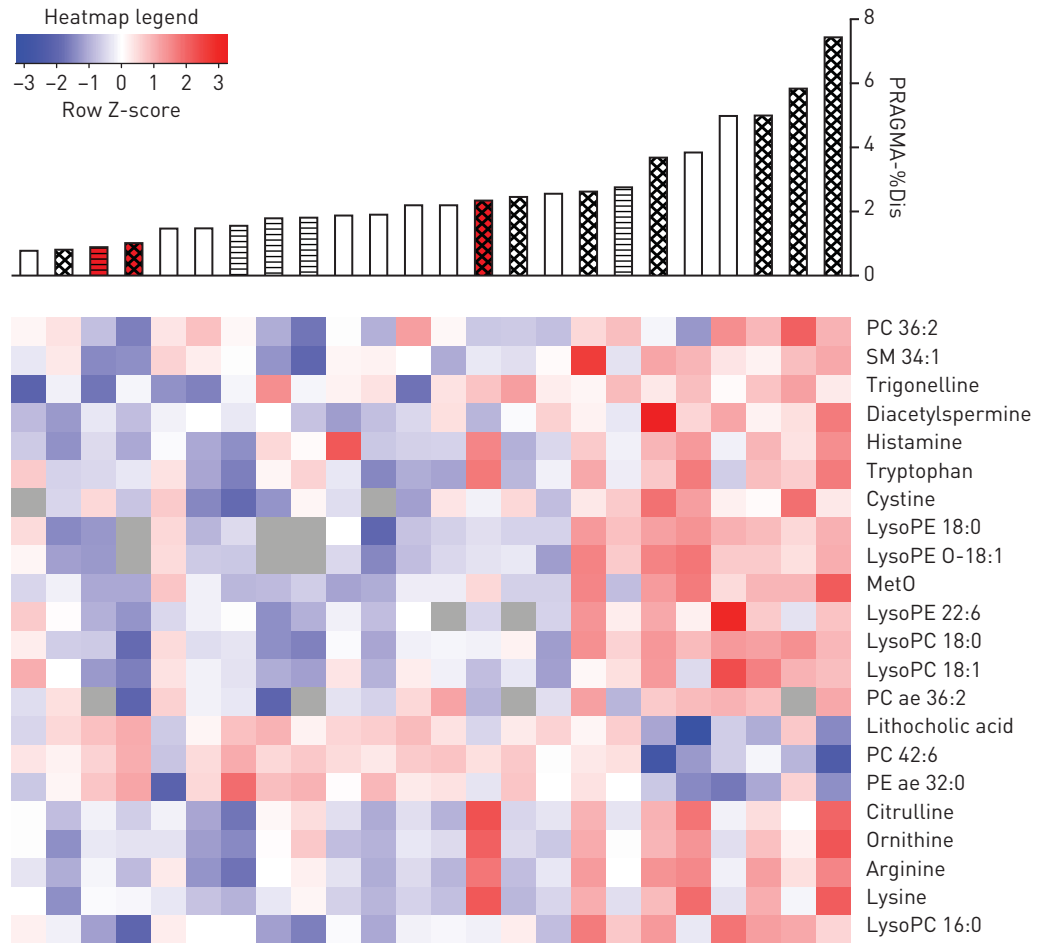 Heatmap legend
−3 −2 −1 0 1 2 3
Row Z-score
8
6
4
2
0
PRAGMA-%Dis
PC 36:2
SM 34:1
Trigonelline
Diacetylspermine
Histamine
Tryptophan
Cystine
LysoPE 18:0
LysoPE O-18:1
MetO
LysoPE 22:6
LysoPC 18:0
LysoPC 18:1
PC ae 36:2
Lithocholic acid
PC 42:6
PE ae 32:0
Citrulline
Ornithine
Arginine
Lysine
LysoPC 16:0